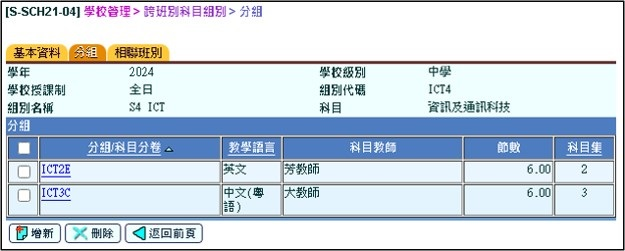 [S-SCH21-04] 學校管理 > 跨班別科目組別 > 分組
基本資料 分組 相聯班別
學年 2024 學校級別 中學
學校授課制 全日 組別代碼 ICT4
組別名稱 S4 ICT 科目 資訊及通訊科技
分組
分組/科目分卷 教學語言 科目教師 節數 科目集
ICT2E 英文 芳教師 6.00 2
ICT3C 中文(粵語) 大教師 6.00 3
增新 刪除 返回前頁